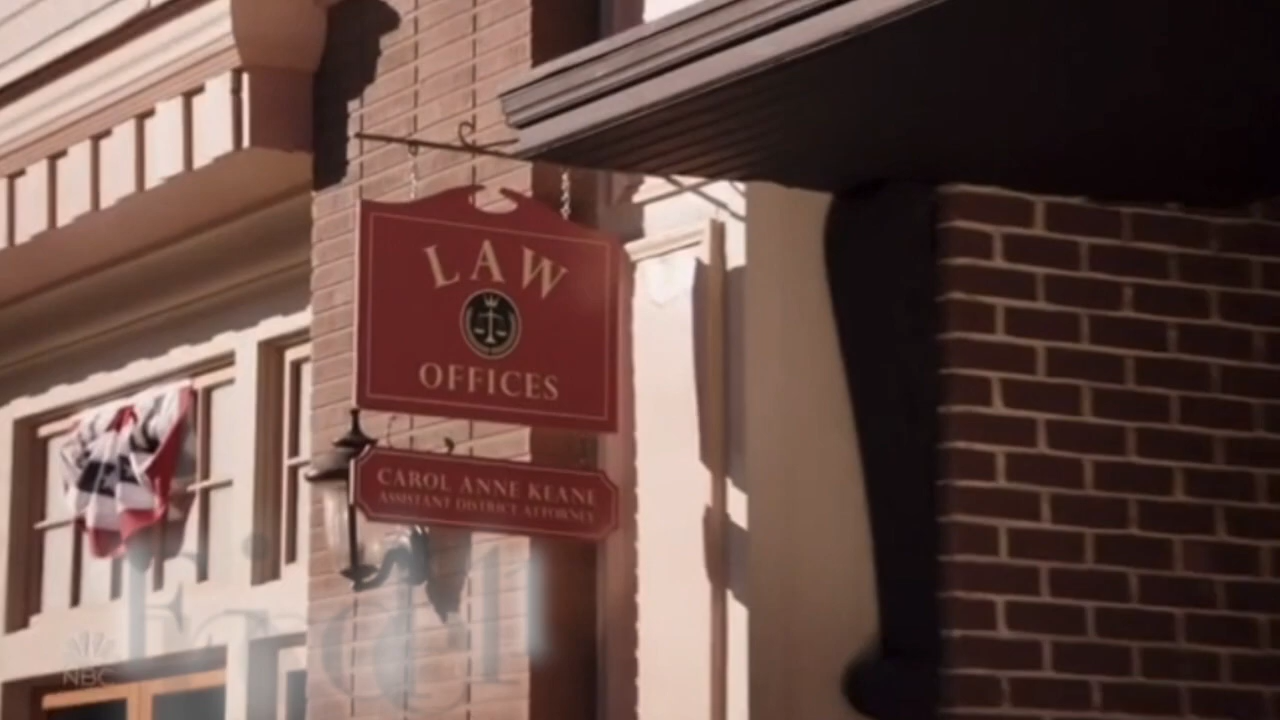 LAW
OFFICES
CAROL ANNE KEANE
ASSISTANT DISTRICT ATTORNEY
NBC